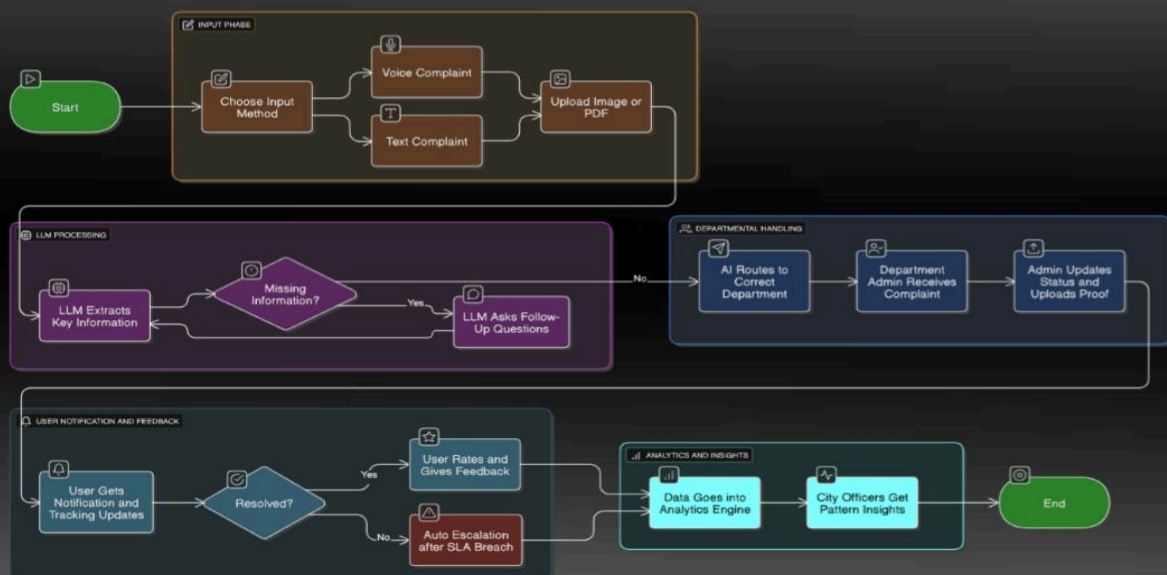 INPUT PHASE
Start
Choose Input
Method
Voice Complaint
Text Complaint
Upload Image or
PDF
LLM PROCESSING
LLM Extracts
Key Information
Missing
Information?
Yes
LLM Asks Follow-
Up Questions
No
DEPARTMENTAL HANDLING
AI Routes to
Correct
Department
Department
Admin Receives
Complaint
Admin Updates
Status and
Uploads Proof
USER NOTIFICATION AND FEEDBACK
User Gets
Notification and
Tracking Updates
Resolved?
Yes
User Rates and
Gives Feedback
No
Auto Escalation
after SLA Breach
ANALYTICS AND INSIGHTS
Data Goes into
Analytics Engine
City Officers Get
Pattern Insights
End